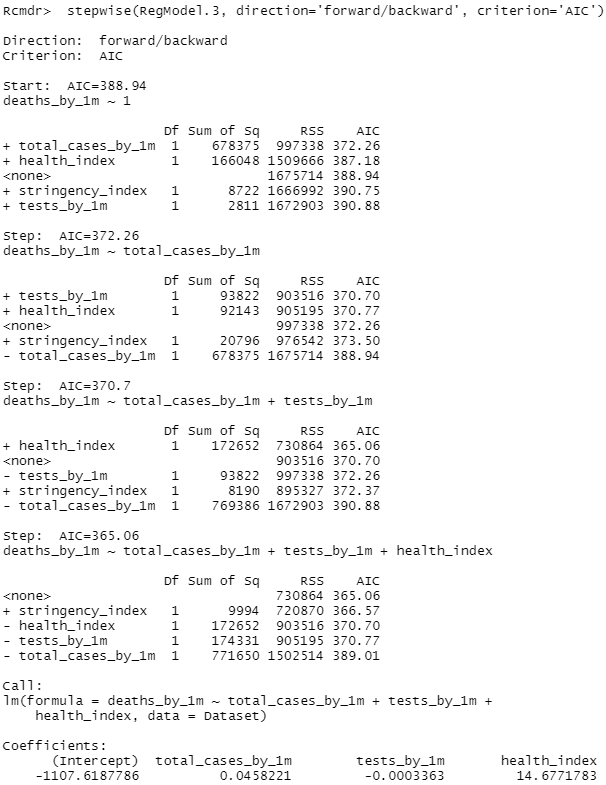 Rcmdr>  stepwise(RegModel.3, direction='forward/backward', criterion='AIC')
Direction:  forward/backward
Criterion:  AIC
Start:  AIC=388.94
deaths_by_1m ~ 1
Df Sum of Sq     RSS    AIC
+ total_cases_by_1m  1    678375  997338 372.26
+ health_index       1    166048 1509666 387.18
<none>                           1675714 388.94
+ stringency_index   1      8722 1666992 390.75
+ tests_by_1m        1      2811 1672903 390.88
Step:  AIC=372.26
deaths_by_1m ~ total_cases_by_1m
Df Sum of Sq     RSS    AIC
+ tests_by_1m        1     93822  903516 370.70
+ health_index       1     92143  905195 370.77
<none>                            997338 372.26
+ stringency_index   1     20796  976542 373.50
- total_cases_by_1m  1    678375 1675714 388.94
Step:  AIC=370.7
deaths_by_1m ~ total_cases_by_1m + tests_by_1m
Df Sum of Sq     RSS    AIC
+ health_index       1    172652  730864 365.06
<none>                            903516 370.70
- tests_by_1m        1     93822  997338 372.26
+ stringency_index   1      8190  895327 372.37
- total_cases_by_1m  1    769386 1672903 390.88
Step:  AIC=365.06
deaths_by_1m ~ total_cases_by_1m + tests_by_1m + health_index
Df Sum of Sq     RSS    AIC
<none>                            730864 365.06
+ stringency_index   1      9994  720870 366.57
- health_index       1    172652  903516 370.70
- tests_by_1m        1    174331  905195 370.77
- total_cases_by_1m  1    771650 1502514 389.01
Call:
lm(formula = deaths_by_1m ~ total_cases_by_1m + tests_by_1m +
health_index, data = Dataset)
Coefficients:
(Intercept)  total_cases_by_1m        tests_by_1m       health_index
-1107.6187786          0.0458221         -0.0003363         14.6771783